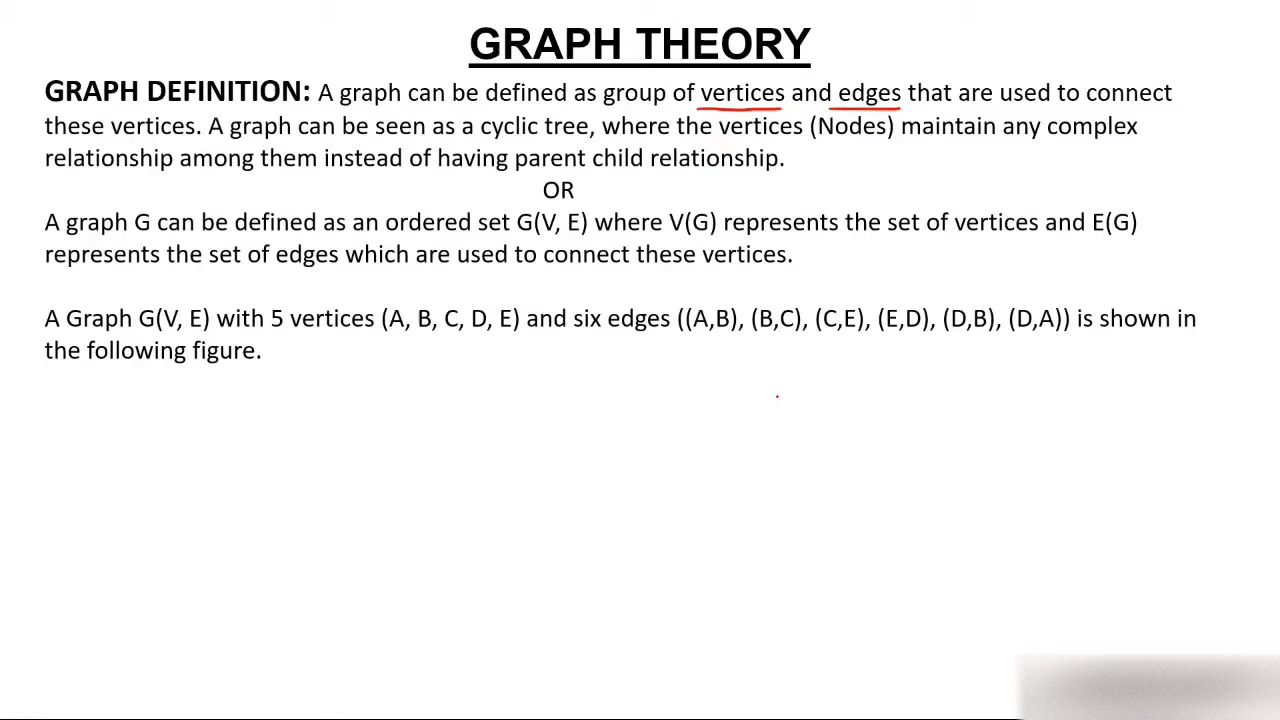 GRAPH THEORY
GRAPH DEFINITION: A graph can be defined as group of vertices and edges that are used to connect
these vertices. A graph can be seen as a cyclic tree, where the vertices (Nodes) maintain any complex
relationship among them instead of having parent child relationship.
OR
A graph G can be defined as an ordered set G(V, E) where V(G) represents the set of vertices and E(G)
represents the set of edges which are used to connect these vertices.
A Graph G(V, E) with 5 vertices (A, B, C, D, E) and six edges ((A,B), (B,C), (C,E), (E,D), (D,B), (D,A)) is shown in
the following figure.